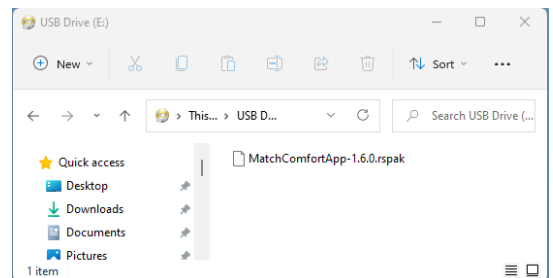 USB Drive (E:)
New
Sort
This... › USB D...
Search USB Drive (...
Quick access
MatchComfortApp-1.6.0.rspak
Desktop
Downloads
Documents
Pictures
1 item